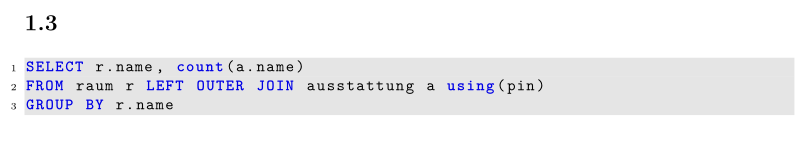 1.3
1 SELECT r.name, count(a.name)
2 FROM raum r LEFT OUTER JOIN ausstattung a using(pin)
3 GROUP BY r.name